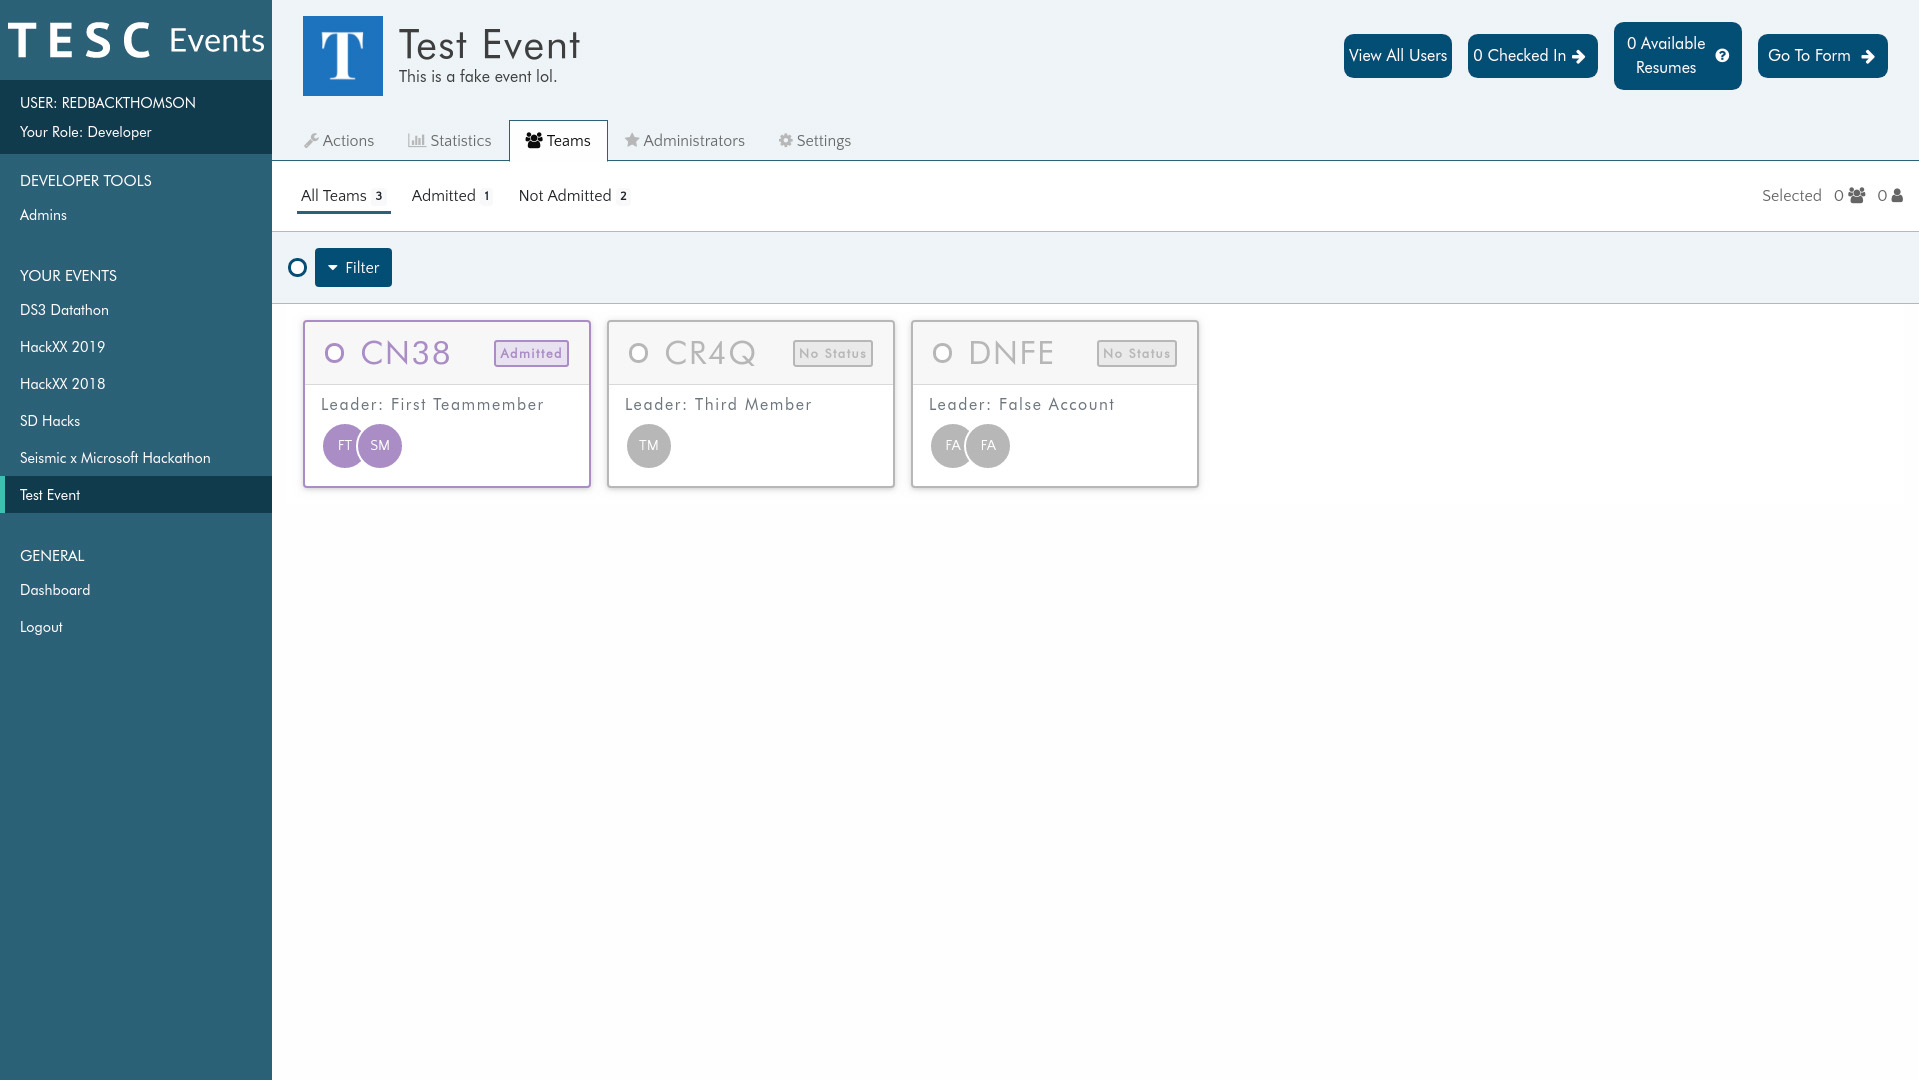 TESC Events
USER: REDBACKTHOMSON
Your Role: Developer
DEVELOPER TOOLS
Admins
YOUR EVENTS
DS3 Datathon
HackXX 2019
HackXX 2018
SD Hacks
Seismic x Microsoft Hackathon
Test Event
GENERAL
Dashboard
Logout
T
Test Event
This is a fake event lol.
View All Users
0 Checked In
0 Available
Resumes
Go To Form
Actions
Statistics
Teams
Administrators
Settings
All Teams 3
Admitted 1
Not Admitted 2
Selected 0 0
Filter
CN38 Admitted
Leader: First Teammember
FT SM
CR4Q No Status
Leader: Third Member
TM
DNFE No Status
Leader: False Account
FA FA